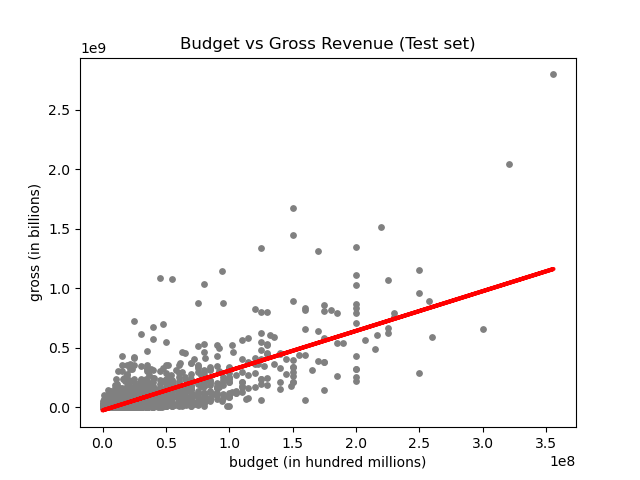 Budget vs Gross Revenue (Test set)
1e9
2.5
2.0
1.5
1.0
0.5
0.0
gross (in billions)
0.0 0.5 1.0 1.5 2.0 2.5 3.0 3.5
1e8
budget (in hundred millions)